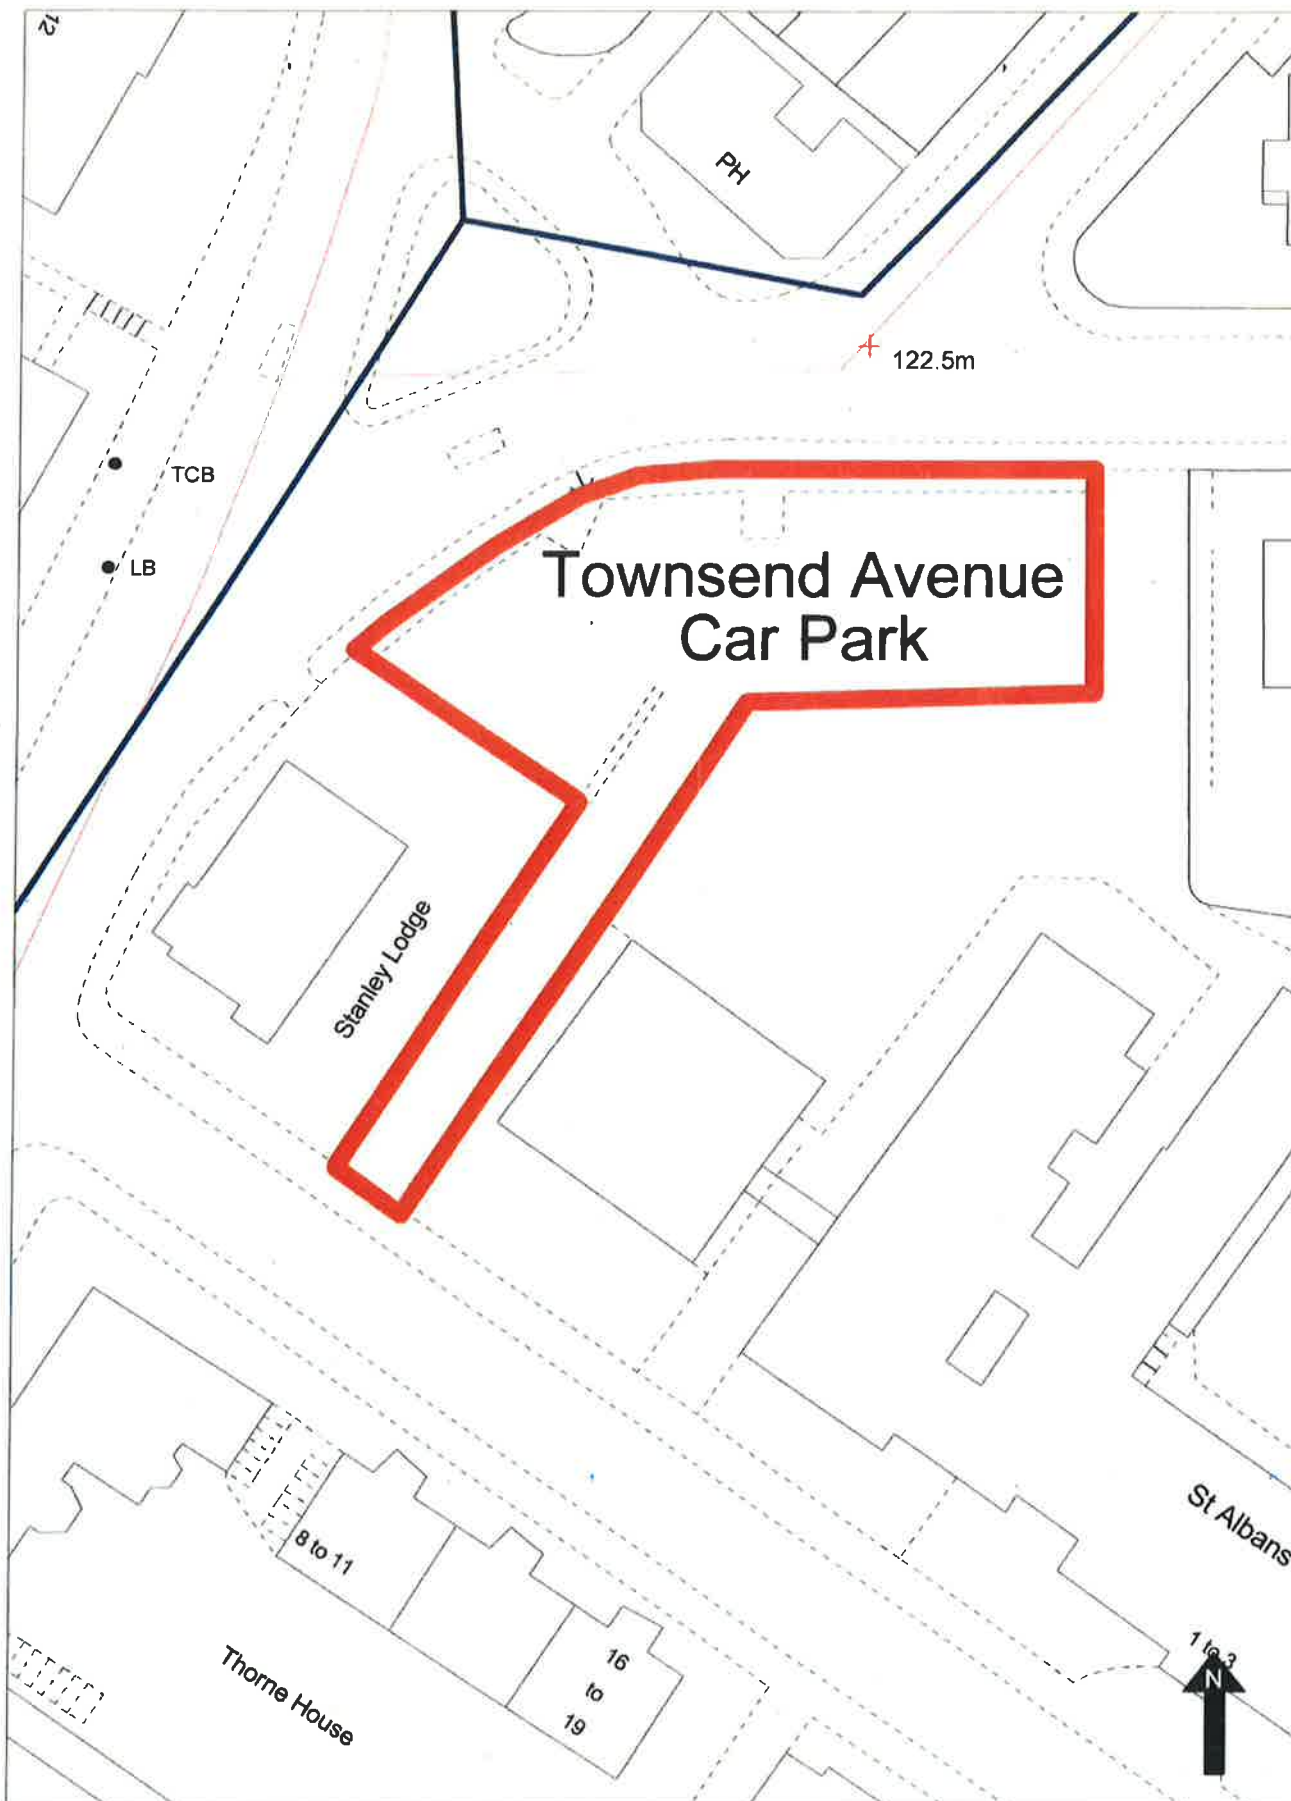 12
PH
122.5m
TCB
LB
Townsend Avenue
Car Park
Stanley Lodge
St Albans
8 to 11
1 to 3
N
16
to
19
Thorne House